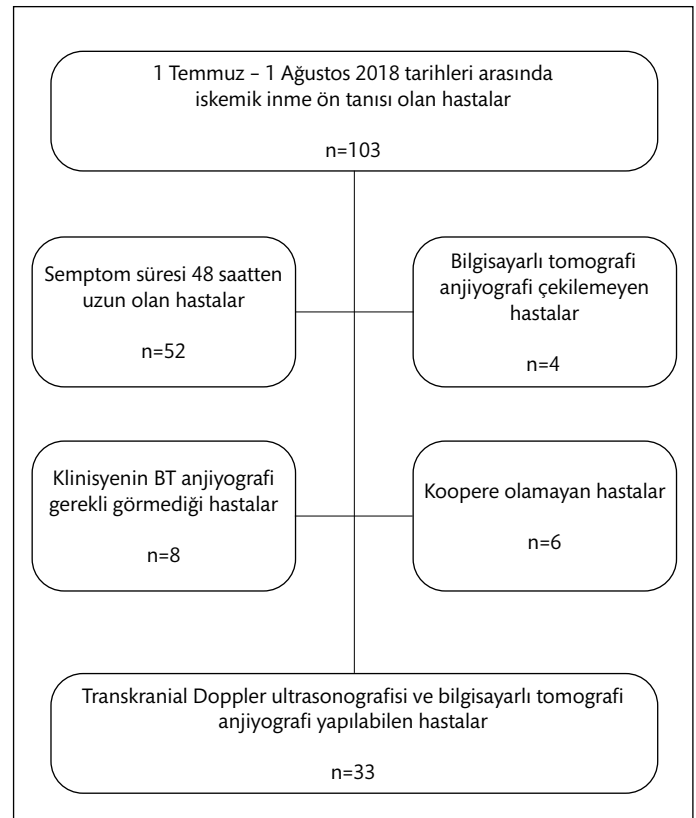 1 Temmuz – 1 Ağustos 2018 tarihleri arasında
iskemik inme ön tanısı olan hastalar
n=103
Semptom süresi 48 saatten
uzun olan hastalar
n=52
Bilgisayarlı tomografi
anjiyografi çekilemeyen
hastalar
n=4
Klinisyenin BT anjiyografi
gerekli görmediği hastalar
n=8
Koopere olamayan hastalar
n=6
Transkranial Doppler ultrasonografisi ve bilgisayarlı tomografi
anjiyografi yapılabilen hastalar
n=33